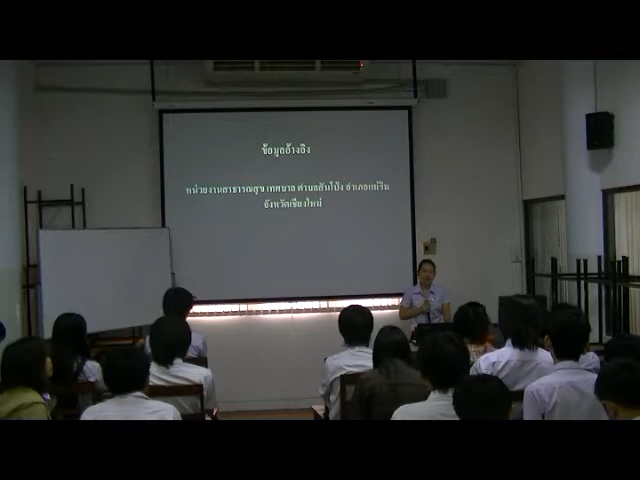 ข้อมูลอ้างอิง
หน่วยงานสาธารณสุข เทศบาล ตำบลสันโป่ง อำเภอแม่ริม
จังหวัดเชียงใหม่